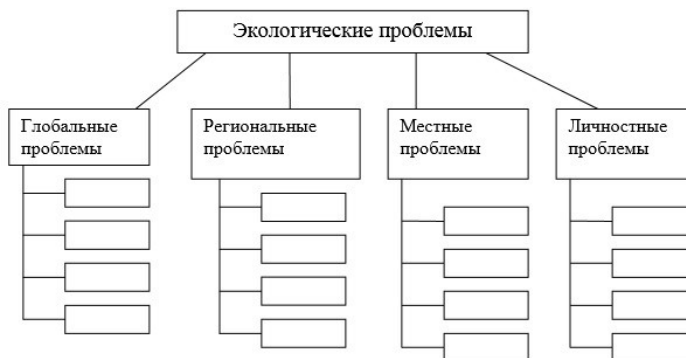 Экологические проблемы
Глобальные
проблемы
Региональные
проблемы
Местные
проблемы
Личностные
проблемы